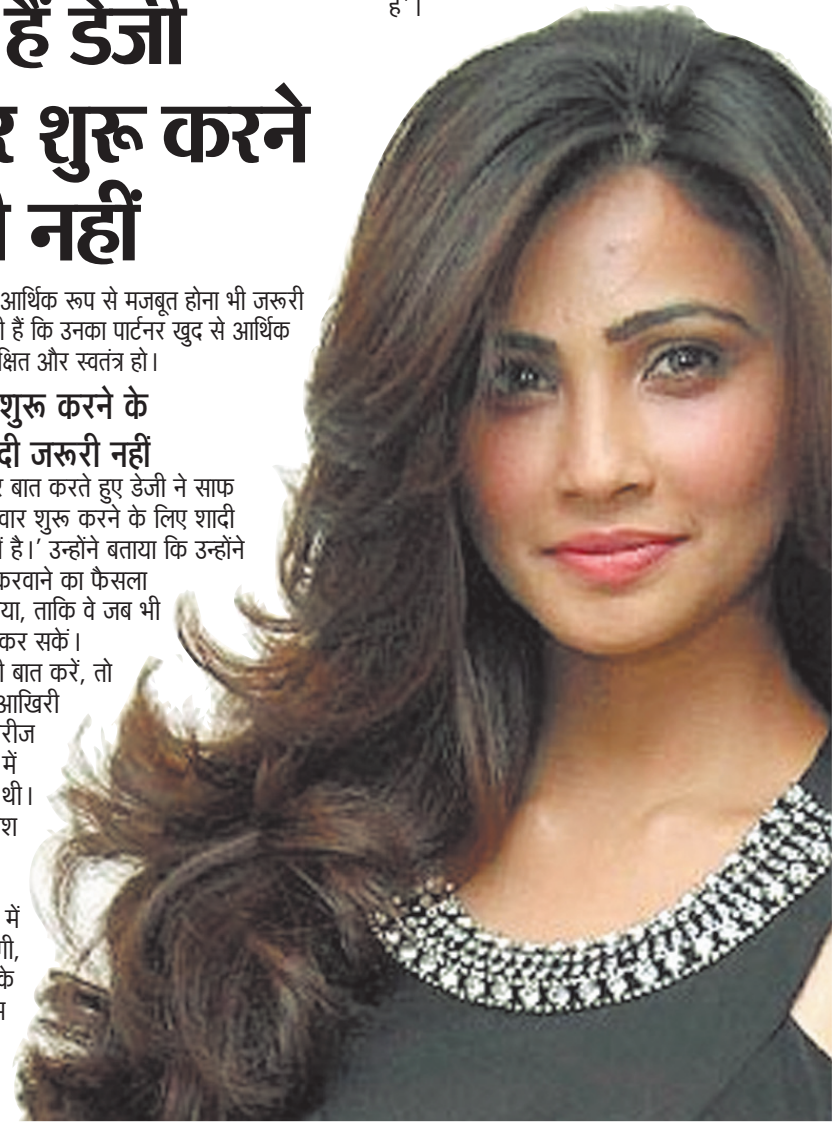 है'।
हैं डेजी
शुरू करने
नहीं
आर्थिक रूप से मजबूत होना भी जरूरी
हैं कि उनका पार्टनर खुद से आर्थिक
और स्वतंत्र हो।
शुरू करने के
जरूरी नहीं
बात करते हुए डेजी ने साफ
शुरू करने के लिए शादी
है।’ उन्होंने बताया कि उन्होंने
करवाने का फैसला
ताकि वे जब भी
कर सकें।
बात करें, तो
आखिरी
में
थी।
में
के